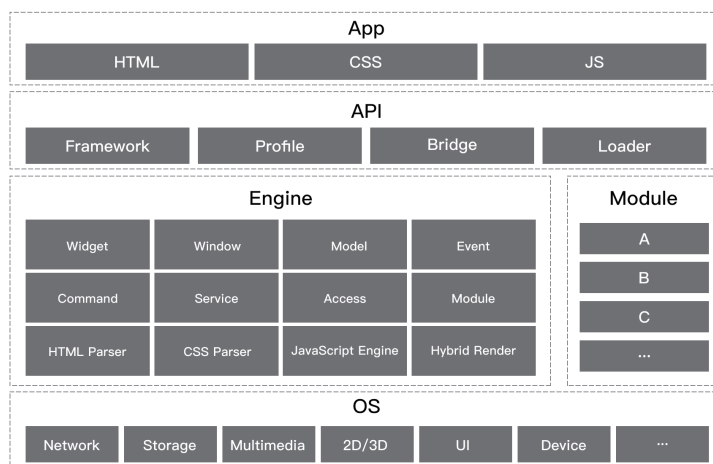 App
HTML CSS JS
API
Framework Profile Bridge Loader
Engine
Widget Window Model Event
Command Service Access Module
HTML Parser CSS Parser JavaScript Engine Hybrid Render
Module
A
B
C
...
OS
Network Storage Multimedia 2D/3D UI Device ...